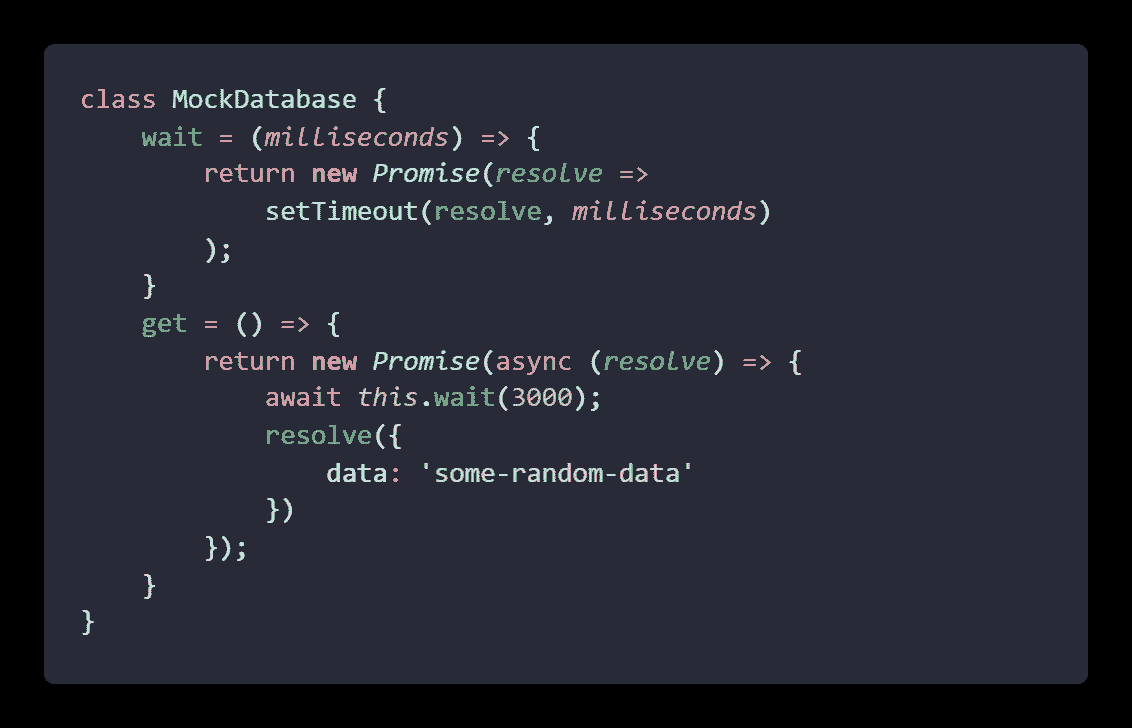 class MockDatabase {
    wait = (milliseconds) => {
        return new Promise(resolve =>
            setTimeout(resolve, milliseconds)
        );
    }
    get = () => {
        return new Promise(async (resolve) => {
            await this.wait(3000);
            resolve({
                data: 'some-random-data'
            })
        });
    }
}